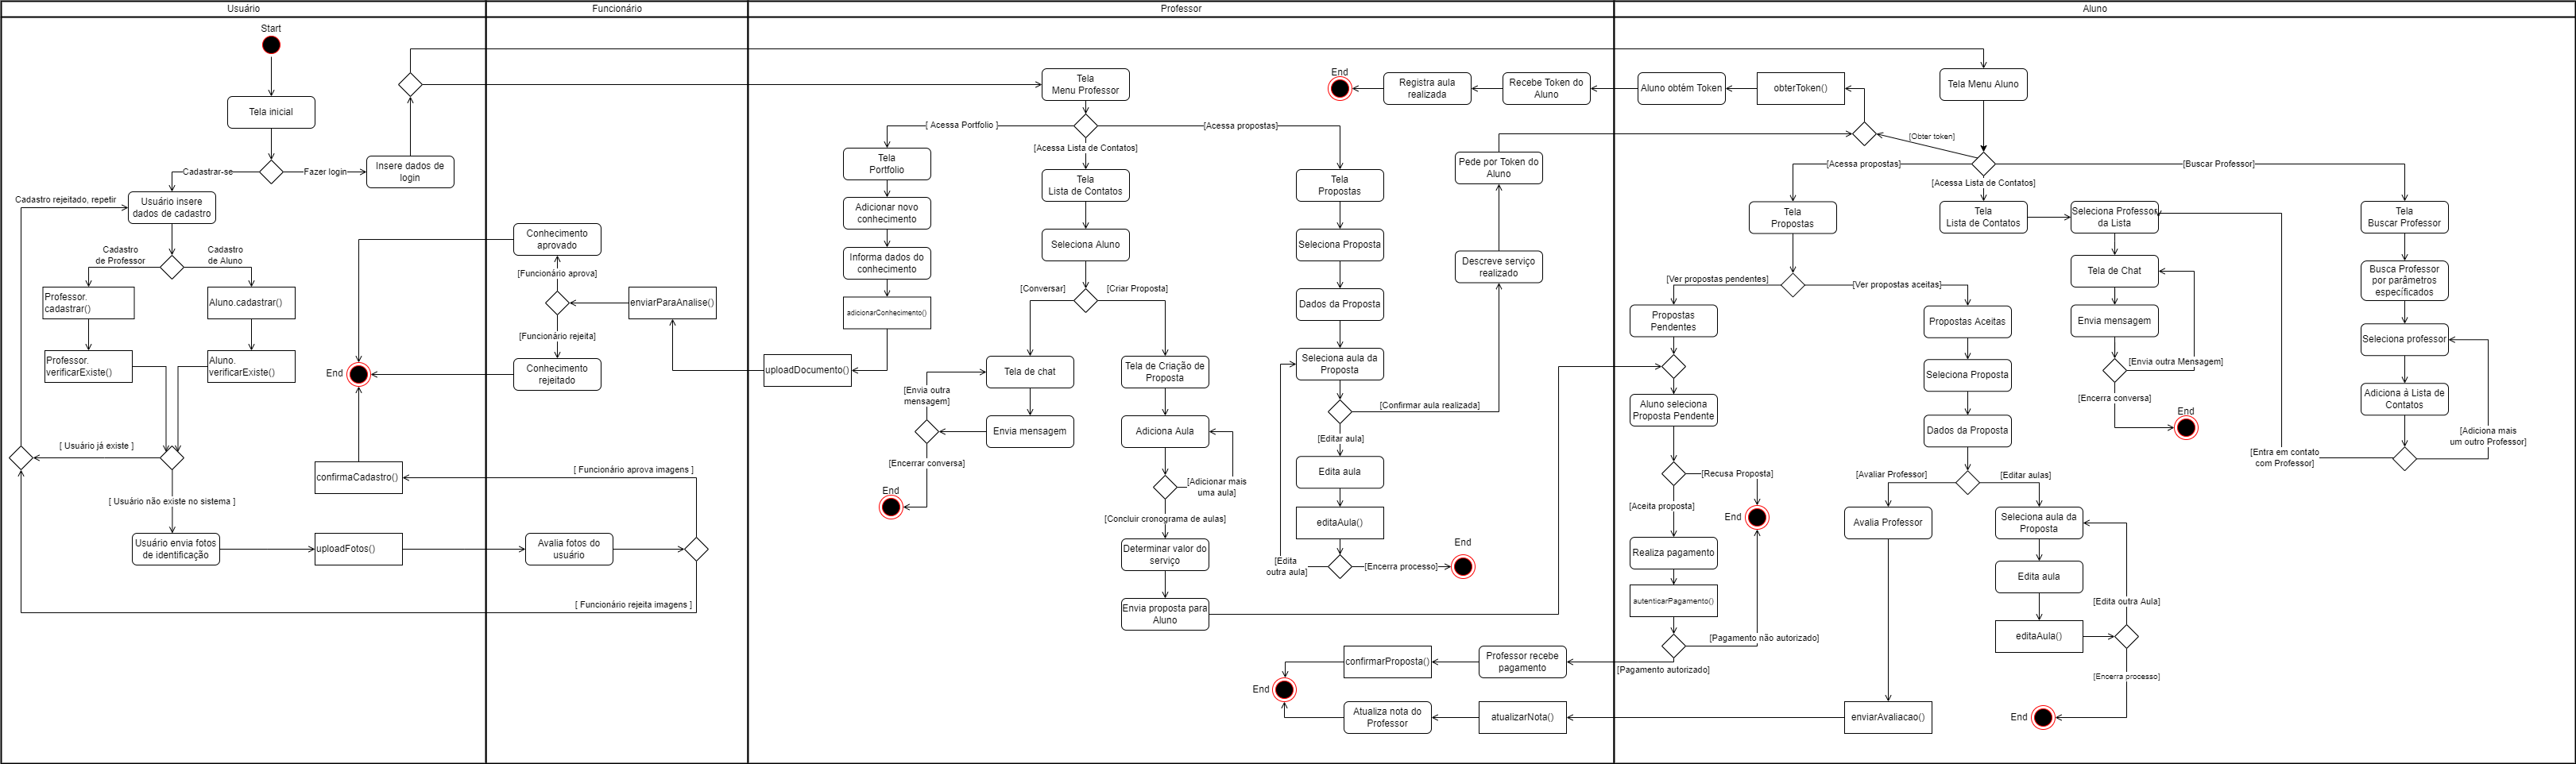 Usuário
Funcionário
Professor
Aluno
Start
Tela inicial
Cadastrar-se
Fazer login
Insere dados de
login
Cadastro rejeitado, repetir
Usuário insere
dados de cadastro
Cadastro
de Professor
Cadastro
de Aluno
Professor.
cadastrar()
Aluno.cadastrar()
Professor.
verificarExiste()
Aluno.
verificarExiste()
[ Usuário já existe ]
[ Usuário não existe no sistema ]
Usuário envia fotos
de identificação
uploadFotos()
confirmaCadastro()
End
Conhecimento
aprovado
[Funcionário aprova]
enviarParaAnalise()
[Funcionário rejeita]
Conhecimento
rejeitado
[ Funcionário aprova imagens ]
Avalia fotos do
usuário
[ Funcionário rejeita imagens ]
Tela
Menu Professor
[ Acessa Portfolio ]
[Acessa Lista de Contatos]
[Acessa propostas]
Tela
Portfolio
Adicionar novo
conhecimento
Informa dados do
conhecimento
adicionarConhecimento()
uploadDocumento()
Tela
Lista de Contatos
Seleciona Aluno
[Conversar]
[Criar Proposta]
Tela de chat
Envia mensagem
[Envia outra
mensagem]
[Encerrar conversa]
End
Tela de Criação de
Proposta
Adiciona Aula
[Adicionar mais
uma aula]
[Concluir cronograma de aulas]
Determinar valor do
serviço
Envia proposta para
Aluno
Tela
Propostas
Seleciona Proposta
Dados da Proposta
Seleciona aula da
Proposta
[Confirmar aula realizada]
[Editar aula]
Edita aula
editaAula()
[Edita
outra aula]
[Encerra processo]
End
Descreve serviço
realizado
Pede por Token do
Aluno
End
Registra aula
realizada
Recebe Token do
Aluno
Aluno obtém Token
obterToken()
Tela Menu Aluno
[Obter token]
[Acessa propostas]
[Acessa Lista de Contatos]
[Buscar Professor]
Tela
Propostas
[Ver propostas pendentes]
[Ver propostas aceitas]
Propostas
Pendentes
Aluno seleciona
Proposta Pendente
[Recusa Proposta]
[Aceita proposta]
End
Realiza pagamento
autenticarPagamento()
[Pagamento não autorizado]
[Pagamento autorizado]
Professor recebe
pagamento
confirmarProposta()
End
Atualiza nota do
Professor
atualizarNota()
enviarAvaliacao()
Propostas Aceitas
Seleciona Proposta
Dados da Proposta
[Avaliar Professor]
[Editar aulas]
Avalia Professor
Seleciona aula da
Proposta
Edita aula
editaAula()
[Edita outra Aula]
[Encerra processo]
End
Tela
Lista de Contatos
Seleciona Professor
da Lista
Tela de Chat
Envia mensagem
[Envia outra Mensagem]
[Encerra conversa]
End
Tela
Buscar Professor
Busca Professor
por parâmetros
específicados
Seleciona professor
Adiciona á Lista de
Contatos
[Adiciona mais
um outro Professor]
[Entra em contato
com Professor]